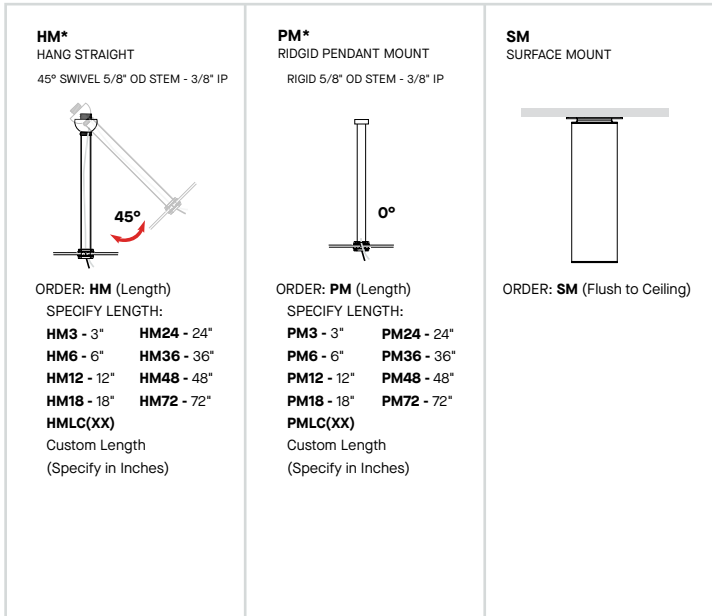 HM*
HANG STRAIGHT
45º SWIVEL 5/8" OD STEM - 3/8" IP
45º
ORDER: HM (Length)
SPECIFY LENGTH:
HM3 - 3" HM24 - 24"
HM6 - 6" HM36 - 36"
HM12 - 12" HM48 - 48"
HM18 - 18" HM72 - 72"
HMLC(XX)
Custom Length
(Specify in Inches)
PM*
RIDGID PENDANT MOUNT
RIGID 5/8" OD STEM - 3/8" IP
0º
ORDER: PM (Length)
SPECIFY LENGTH:
PM3 - 3" PM24 - 24"
PM6 - 6" PM36 - 36"
PM12 - 12" PM48 - 48"
PM18 - 18" PM72 - 72"
PMLC(XX)
Custom Length
(Specify in Inches)
SM
SURFACE MOUNT
ORDER: SM (Flush to Ceiling)